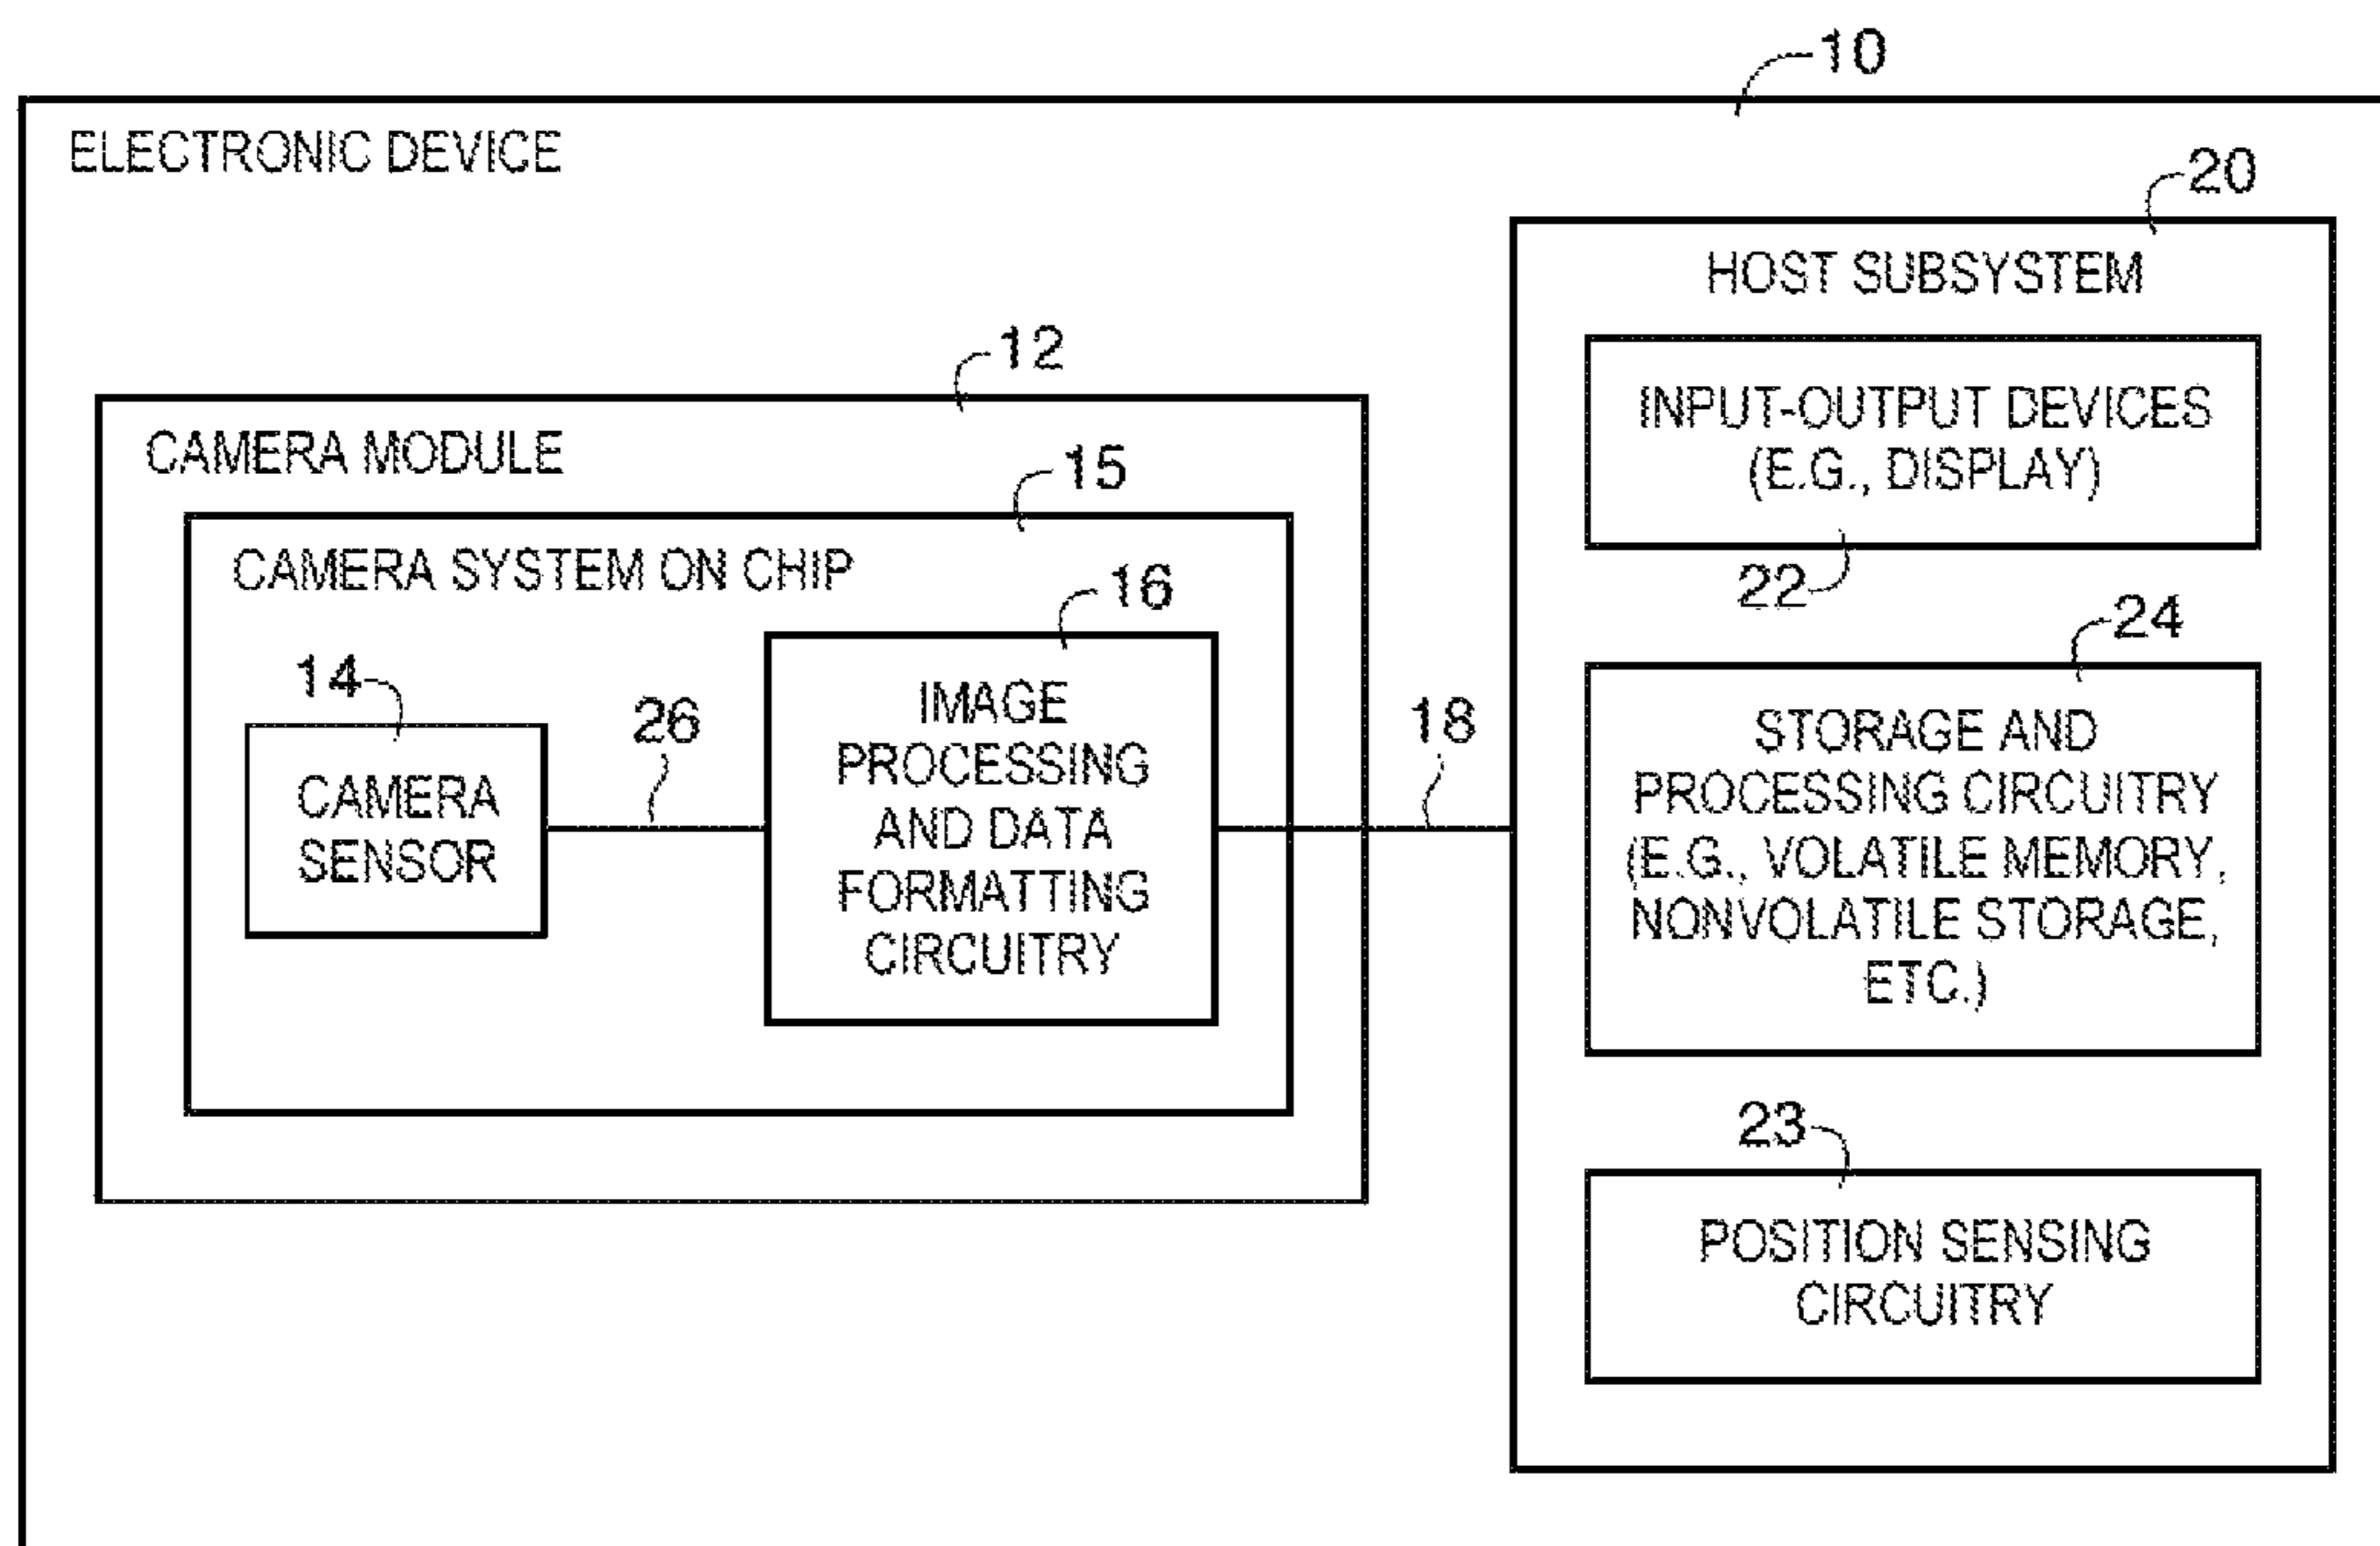 10
ELECTRONIC DEVICE
20
HOST SUBSYSTEM
12
CAMERA MODULE
15
CAMERA SYSTEM ON CHIP
16
14
CAMERA
SENSOR
26
IMAGE
PROCESSING
AND DATA
FORMATTING
CIRCUITRY
18
INPUT-OUTPUT DEVICES
(E.G., DISPLAY)
22
24
STORAGE AND
PROCESSING CIRCUITRY
(E.G., VOLATILE MEMORY,
NONVOLATILE STORAGE,
ETC.)
23
POSITION SENSING
CIRCUITRY